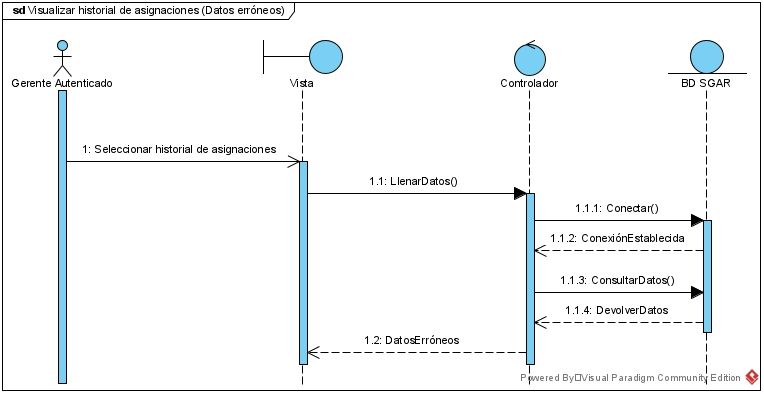 sd Visualizar historial de asignaciones (Datos erróneos)
Gerente Autenticado
Vista
Controlador
BD SGAR
1: Seleccionar historial de asignaciones
1.1: LlenarDatos()
1.1.1: Conectar()
1.1.2: ConexiónEstablecida
1.1.3: ConsultarDatos()
1.1.4: DevolverDatos
1.2: DatosErróneos
Powered By Visual Paradigm Community Edition